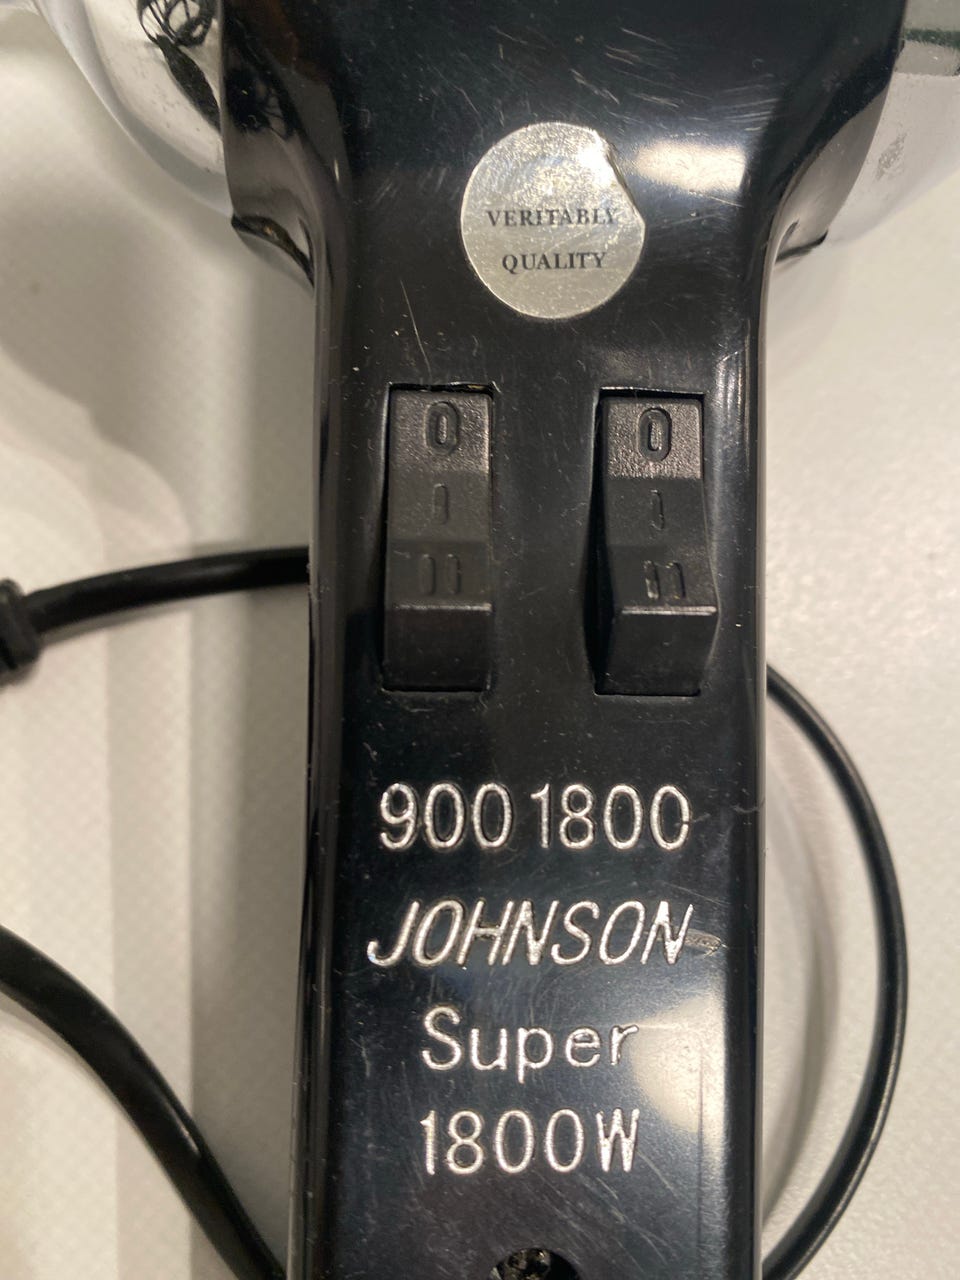 VERITABLY
QUALITY
0 0
I I
II II
900 1800
JOHNSON
Super
1800W